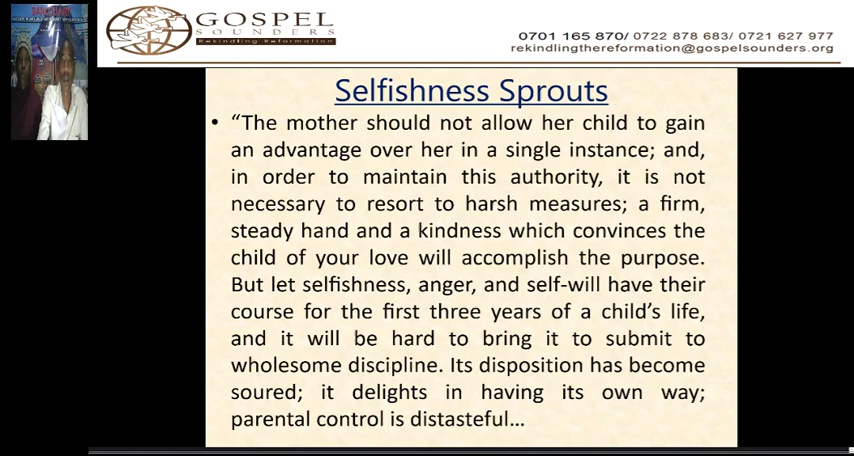 GOSPEL
SOUNDERS
Rekindling Reformation
0701 165 870/ 0722 878 683/ 0721 627 977
rekindlingthereformation@gospelsounders.org
Selfishness Sprouts
• “The mother should not allow her child to gain
an advantage over her in a single instance; and,
in order to maintain this authority, it is not
necessary to resort to harsh measures; a firm,
steady hand and a kindness which convinces the
child of your love will accomplish the purpose.
But let selfishness, anger, and self-will have their
course for the first three years of a child’s life,
and it will be hard to bring it to submit to
wholesome discipline. Its disposition has become
soured; it delights in having its own way;
parental control is distasteful…